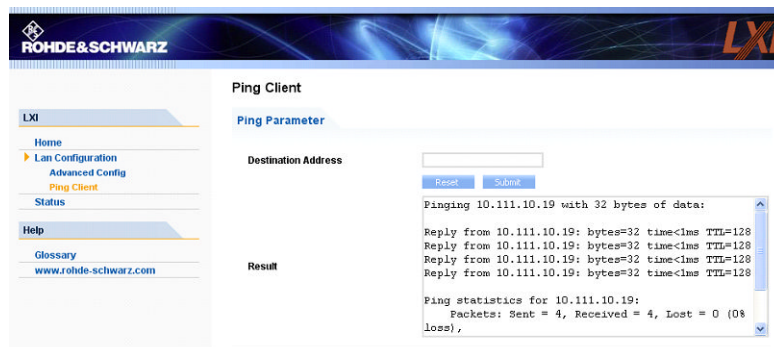 ROHDE&SCHWARZ
LXI
Ping Client
LXI
Home
Lan Configuration
Advanced Config
Ping Client
Status
Help
Glossary
www.rohde-schwarz.com
Ping Parameter
Destination Address
Reset Submit
Result
Pinging 10.111.10.19 with 32 bytes of data:
Reply from 10.111.10.19: bytes=32 time<1ms TTL=128
Reply from 10.111.10.19: bytes=32 time<1ms TTL=128
Reply from 10.111.10.19: bytes=32 time<1ms TTL=128
Reply from 10.111.10.19: bytes=32 time<1ms TTL=128
Ping statistics for 10.111.10.19:
Packets: Sent = 4, Received = 4, Lost = 0 (0%
loss),